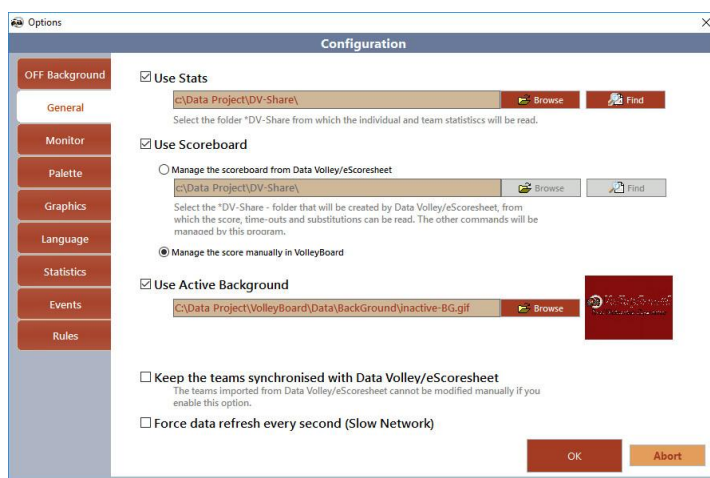 Options
Configuration
OFF Background
General
Monitor
Palette
Graphics
Language
Statistics
Events
Rules
Use Stats
c:\Data Project\DV-Share\
Browse
Find
Select the folder "DV-Share from which the individual and team statistiscs will be read.
Use Scoreboard
Manage the scoreboard from Data Volley/eScoresheet
c:\Data Project\DV-Share\
Browse
Find
Select the "DV-Share - folder that will be created by Data Volley/eScoresheet, from
which the score, time-outs and substitutions can be read. The other commands will be
managed by this program.
Manage the score manually in VolleyBoard
Use Active Background
C:\Data Project\VolleyBoard\Data\BackGround\inactive-BG.gif
Browse
Keep the teams synchronised with Data Volley/eScoresheet
The teams imported from Data Volley/eScoresheet cannot be modified manually if you
enable this option.
Force data refresh every second (Slow Network)
OK
Abort